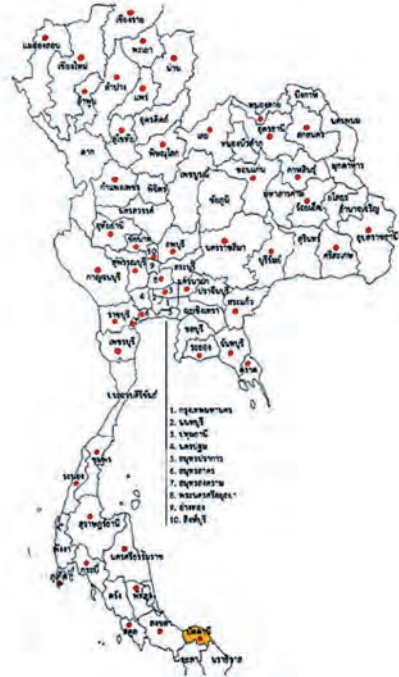 เชียงราย
แม่ฮ่องสอน
พะเยา
เชียงใหม่
น่าน
ลำปาง
ลำพูน
แพร่
อุตรดิตถ์
สุโขทัย
ตาก
พิษณุโลก
เลย
หนองคาย
บึงกาฬ
อุดรธานี
หนองบัวลำภู
สกลนคร
นครพนม
เพชรบูรณ์
ขอนแก่น
กาฬสินธุ์
มุกดาหาร
กำแพงเพชร
พิจิตร
มหาสารคาม
ชัยภูมิ
ร้อยเอ็ด
ยโสธร
อำนาจเจริญ
นครสวรรค์
อุทัยธานี
อุบลราชธานี
ชัยนาท
ลพบุรี
นครราชสีมา
สุรินทร์
บุรีรัมย์
ศรีสะเกษ
สุพรรณบุรี
10
9
สระบุรี
8
กาญจนบุรี
นครนายก
ปราจีนบุรี
3
4
2
1
สระแก้ว
ฉะเชิงเทรา
ราชบุรี
6
5
7
ชลบุรี
เพชรบุรี
ระยอง
จันทบุรี
ตราด
ประจวบคีรีขันธ์
1. กรุงเทพมหานคร
2. นนทบุรี
3. ปทุมธานี
4. นครปฐม
5. สมุทรปราการ
6. สมุทรสาคร
7. สมุทรสงคราม
8. พระนครศรีอยุธยา
9. อ่างทอง
10. สิงห์บุรี
ชุมพร
ระนอง
สุราษฎร์ธานี
พังงา
นครศรีธรรมราช
ภูเก็ต
กระบี่
ตรัง
พัทลุง
สงขลา
สตูล
ปัตตานี
ยะลา
นราธิวาส